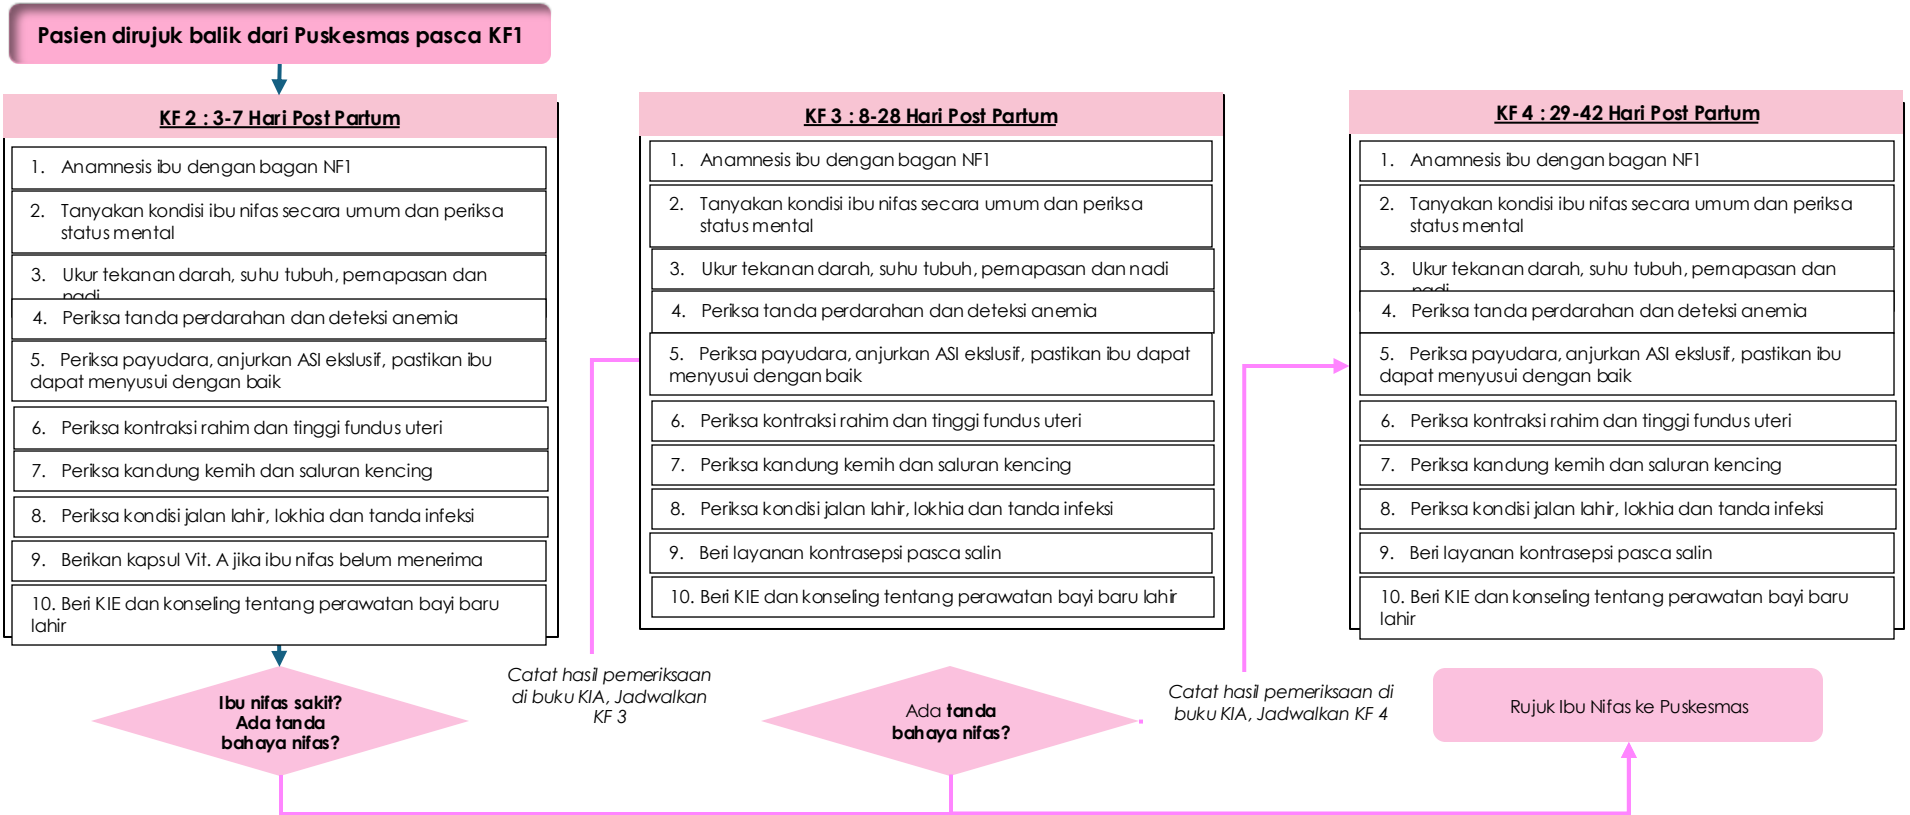 Pasien dirujuk balik dari Puskesmas pasca KF1
KF 2 : 3-7 Hari Post Partum
1. Anamnesis ibu dengan bagan NF1
2. Tanyakan kondisi ibu nifas secara umum dan periksa
status mental
3. Ukur tekanan darah, suhu tubuh, pernapasan dan
nadi
4. Periksa tanda perdarahan dan deteksi anemia
5. Periksa payudara, anjurkan ASI ekslusif, pastikan ibu
dapat menyusui dengan baik
6. Periksa kontraksi rahim dan tinggi fundus uteri
7. Periksa kandung kemih dan saluran kencing
8. Periksa kondisi jalan lahir, lokhia dan tanda infeksi
9. Berikan kapsul Vit. A jika ibu nifas belum menerima
10. Beri KIE dan konseling tentang perawatan bayi baru
lahir
Ibu nifas sakit?
Ada tanda
bahaya nifas?
Catat hasil pemeriksaan
di buku KIA, Jadwalkan
KF 3
KF 3 : 8-28 Hari Post Partum
1. Anamnesis ibu dengan bagan NF1
2. Tanyakan kondisi ibu nifas secara umum dan periksa
status mental
3. Ukur tekanan darah, suhu tubuh, pernapasan dan nadi
4. Periksa tanda perdarahan dan deteksi anemia
5. Periksa payudara, anjurkan ASI ekslusif, pastikan ibu dapat
menyusui dengan baik
6. Periksa kontraksi rahim dan tinggi fundus uteri
7. Periksa kandung kemih dan saluran kencing
8. Periksa kondisi jalan lahir, lokhia dan tanda infeksi
9. Beri layanan kontrasepsi pasca salin
10. Beri KIE dan konseling tentang perawatan bayi baru lahir
Ada tanda
bahaya nifas?
Catat hasil pemeriksaan di
buku KIA, Jadwalkan KF 4
KF 4 : 29-42 Hari Post Partum
1. Anamnesis ibu dengan bagan NF1
2. Tanyakan kondisi ibu nifas secara umum dan periksa
status mental
3. Ukur tekanan darah, suhu tubuh, pernapasan dan
nadi
4. Periksa tanda perdarahan dan deteksi anemia
5. Periksa payudara, anjurkan ASI ekslusif, pastikan ibu
dapat menyusui dengan baik
6. Periksa kontraksi rahim dan tinggi fundus uteri
7. Periksa kandung kemih dan saluran kencing
8. Periksa kondisi jalan lahir, lokhia dan tanda infeksi
9. Beri layanan kontrasepsi pasca salin
10. Beri KIE dan konseling tentang perawatan bayi baru
lahir
Rujuk Ibu Nifas ke Puskesmas